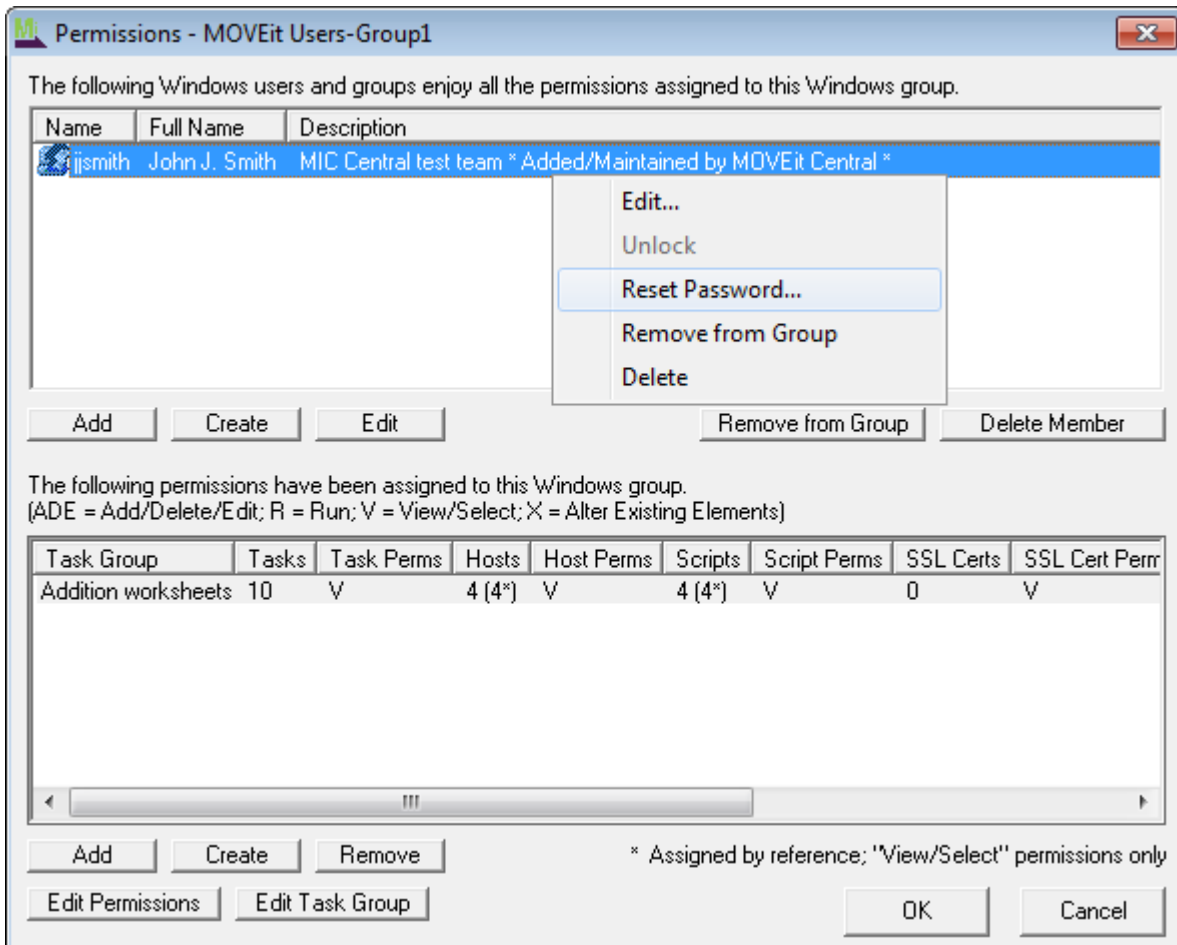 Permissions - MOVEit Users-Group1
The following Windows users and groups enjoy all the permissions assigned to this Windows group.
Name Full Name Description
jjsmith John J. Smith MIC Central test team * Added/Maintained by MOVEit Central *
Edit...
Unlock
Reset Password...
Remove from Group
Delete
Add Create Edit Remove from Group Delete Member
The following permissions have been assigned to this Windows group.
(ADE = Add/Delete/Edit; R = Run; V = View/Select; X = Alter Existing Elements)
Task Group Tasks Task Perms Hosts Host Perms Scripts Script Perms SSL Certs SSL Cert Perm
Addition worksheets 10 V 4 (4*) V 4 (4*) V 0 V
Add Create Remove * Assigned by reference; "View/Select" permissions only
Edit Permissions Edit Task Group OK Cancel